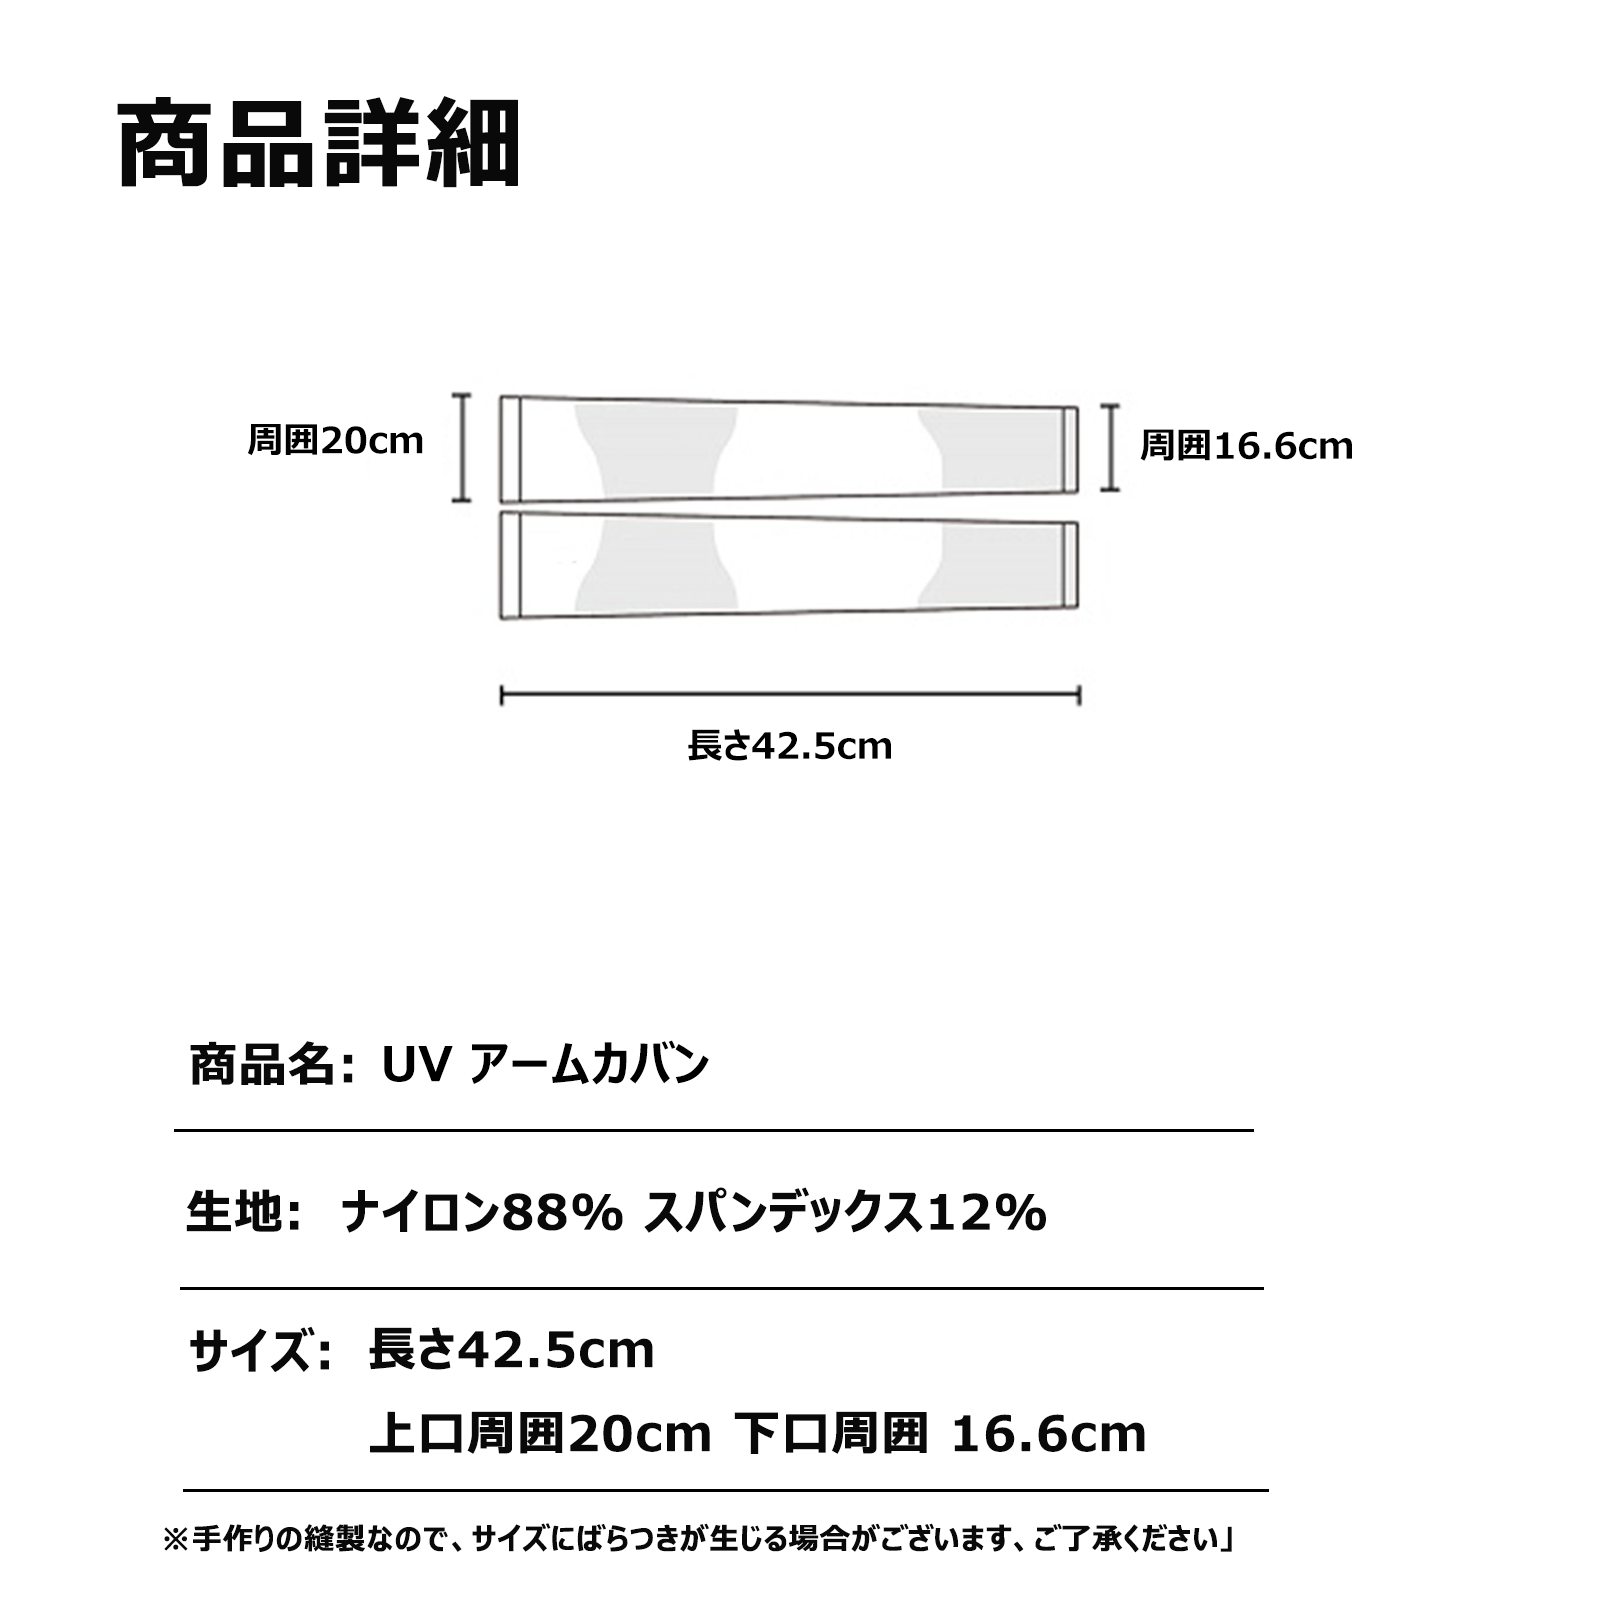 商品詳細
周囲20cm
周囲16.6cm
長さ42.5cm
商品名: UV アームカバン
生地: ナイロン88% スパンデックス12%
サイズ: 長さ42.5cm
上口周囲20cm 下口周囲 16.6cm
※手作りの縫製なので、サイズにばらつきが生じる場合がございます、ご了承ください」